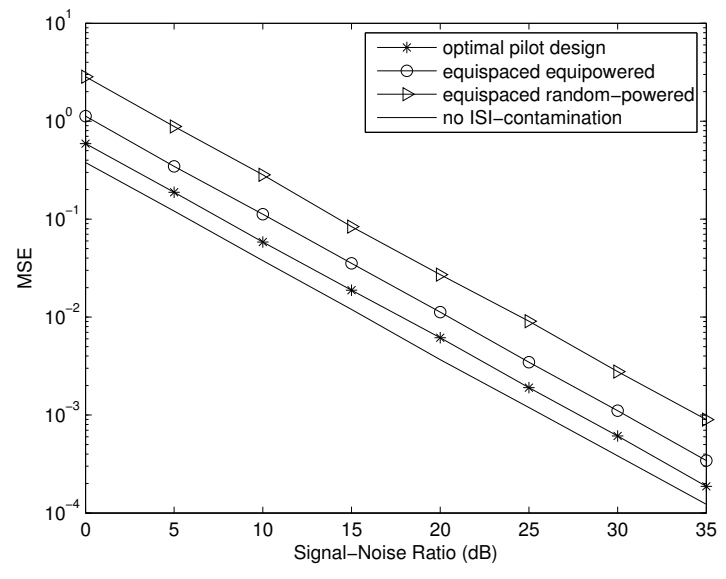 10^1
10^0
10^−1
10^−2
10^−3
10^−4
MSE
optimal pilot design
equispaced equipowered
equispaced random−powered
no ISI−contamination
0 5 10 15 20 25 30 35
Signal−Noise Ratio (dB)